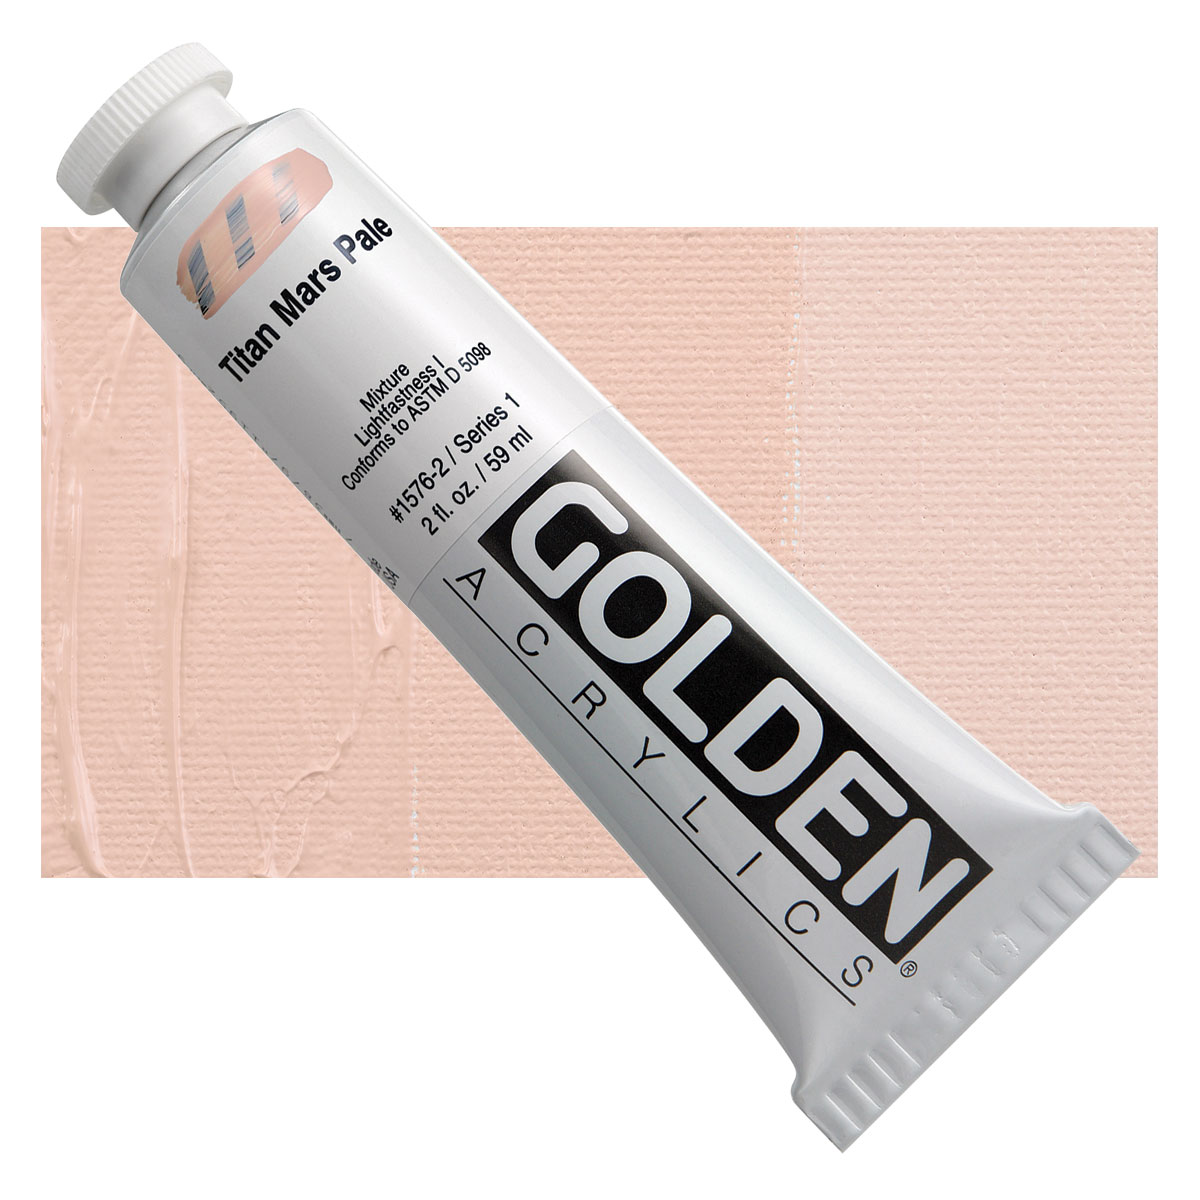 Titan Mars Pale
Mixture
Lightfastness I
Conforms to ASTM D 5098
#1576-2 / Series 1
2 fl. oz. / 59 ml
GOLDEN®
ACRYLICS